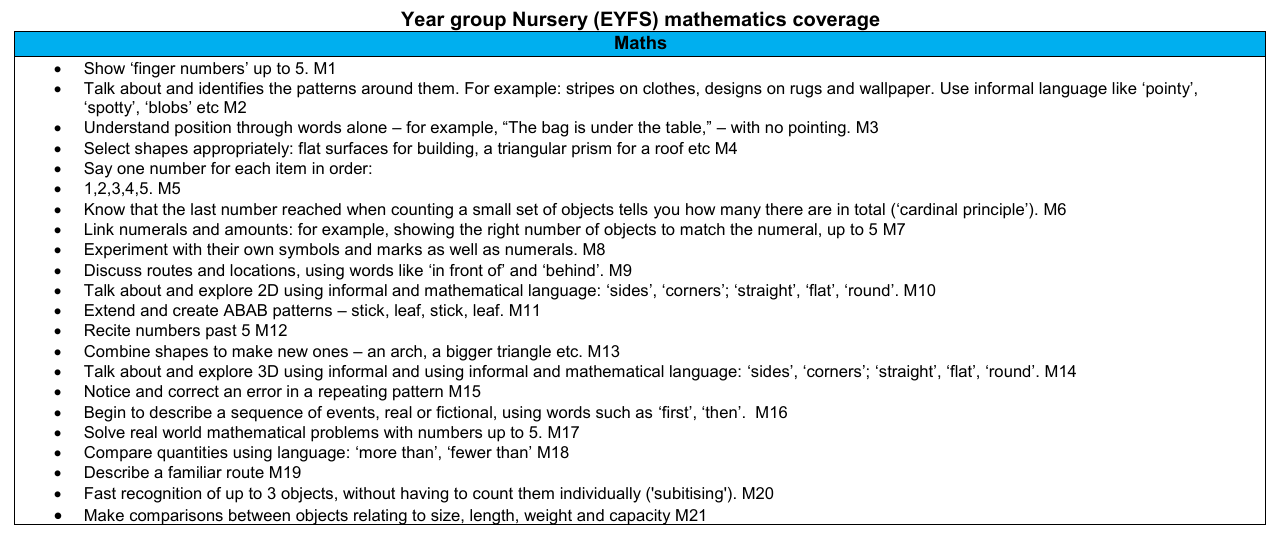 Year group Nursery (EYFS) mathematics coverage
Maths
• Show ‘finger numbers’ up to 5. M1
• Talk about and identifies the patterns around them. For example: stripes on clothes, designs on rugs and wallpaper. Use informal language like ‘pointy’,
‘spotty’, ‘blobs’ etc M2
• Understand position through words alone – for example, “The bag is under the table,” – with no pointing. M3
• Select shapes appropriately: flat surfaces for building, a triangular prism for a roof etc M4
• Say one number for each item in order:
• 1,2,3,4,5. M5
• Know that the last number reached when counting a small set of objects tells you how many there are in total (‘cardinal principle’). M6
• Link numerals and amounts: for example, showing the right number of objects to match the numeral, up to 5 M7
• Experiment with their own symbols and marks as well as numerals. M8
• Discuss routes and locations, using words like ‘in front of’ and ‘behind’. M9
• Talk about and explore 2D using informal and mathematical language: ‘sides’, ‘corners’; ‘straight’, ‘flat’, ‘round’. M10
• Extend and create ABAB patterns – stick, leaf, stick, leaf. M11
• Recite numbers past 5 M12
• Combine shapes to make new ones – an arch, a bigger triangle etc. M13
• Talk about and explore 3D using informal and using informal and mathematical language: ‘sides’, ‘corners’; ‘straight’, ‘flat’, ‘round’. M14
• Notice and correct an error in a repeating pattern M15
• Begin to describe a sequence of events, real or fictional, using words such as ‘first’, ‘then’.  M16
• Solve real world mathematical problems with numbers up to 5. M17
• Compare quantities using language: ‘more than’, ‘fewer than’ M18
• Describe a familiar route M19
• Fast recognition of up to 3 objects, without having to count them individually ('subitising'). M20
• Make comparisons between objects relating to size, length, weight and capacity M21